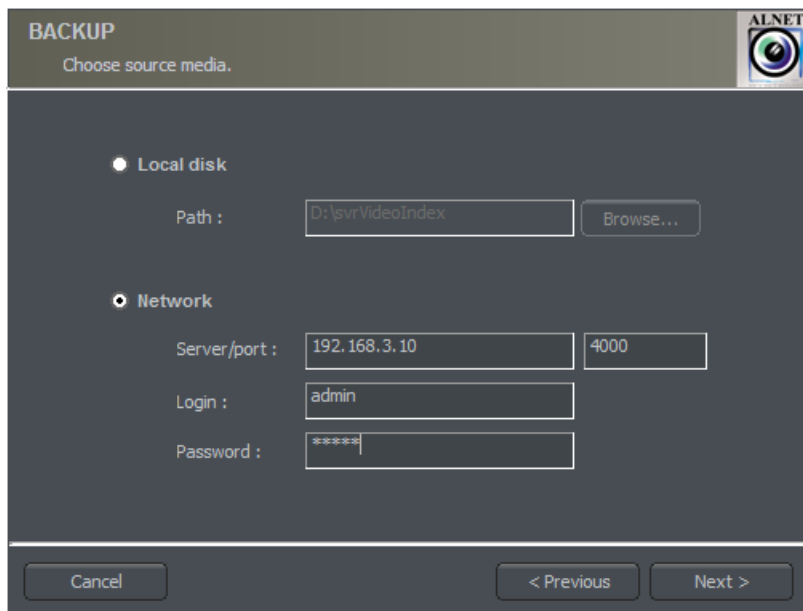 BACKUP
Choose source media.
ALNET
Local disk
Path :
D:\svrVideoIndex
Browse...
Network
Server/port :
192.168.3.10
4000
Login :
admin
Password :
*****
Cancel
< Previous
Next >